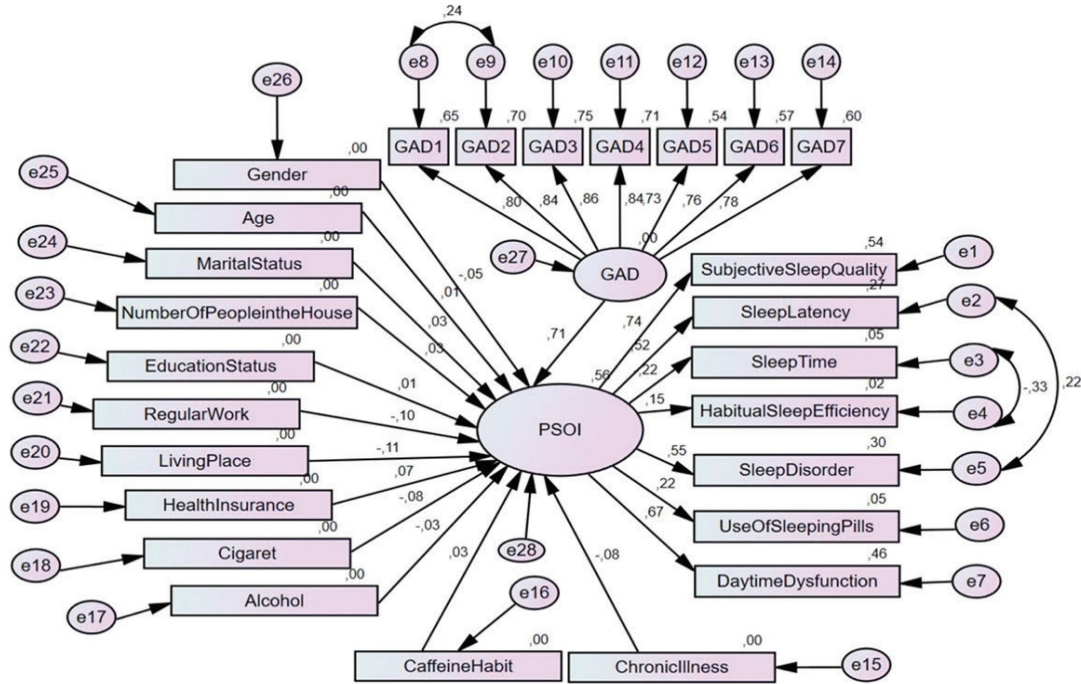 ,24
e8 e9 e10 e11 e12 e13 e14
e26
,65 ,70 ,75 ,71 ,54 ,57 ,60
GAD1 GAD2 GAD3 GAD4 GAD5 GAD6 GAD7
,00
Gender
e25
,00
Age
,80 ,84 ,86 ,84 ,73 ,76 ,78
e24
,00
MaritalStatus
e27
,00
GAD
,54
SubjectiveSleepQuality
e1
e23
,00
NumberOfPeopleintheHouse
-,05
,01
,03
,03
,71
,74
,27
SleepLatency
e2
e22
,00
EducationStatus
,01
,56
,52
,22
,05
SleepTime
e3
-,33
,22
e21
,00
RegularWork
-,10
PSOI
,15
,02
HabitualSleepEfficiency
e4
e20
,00
LivingPlace
-,11
,55
,30
SleepDisorder
e5
e19
,00
HealthInsurance
,07
,22
,05
UseOfSleepingPills
e6
e18
,00
Cigaret
-,08
,67
,46
DaytimeDysfunction
e7
e17
,00
Alcohol
-,03
,03
e28
-,08
e16
,00
CaffeineHabit
,00
ChronicIllness
e15